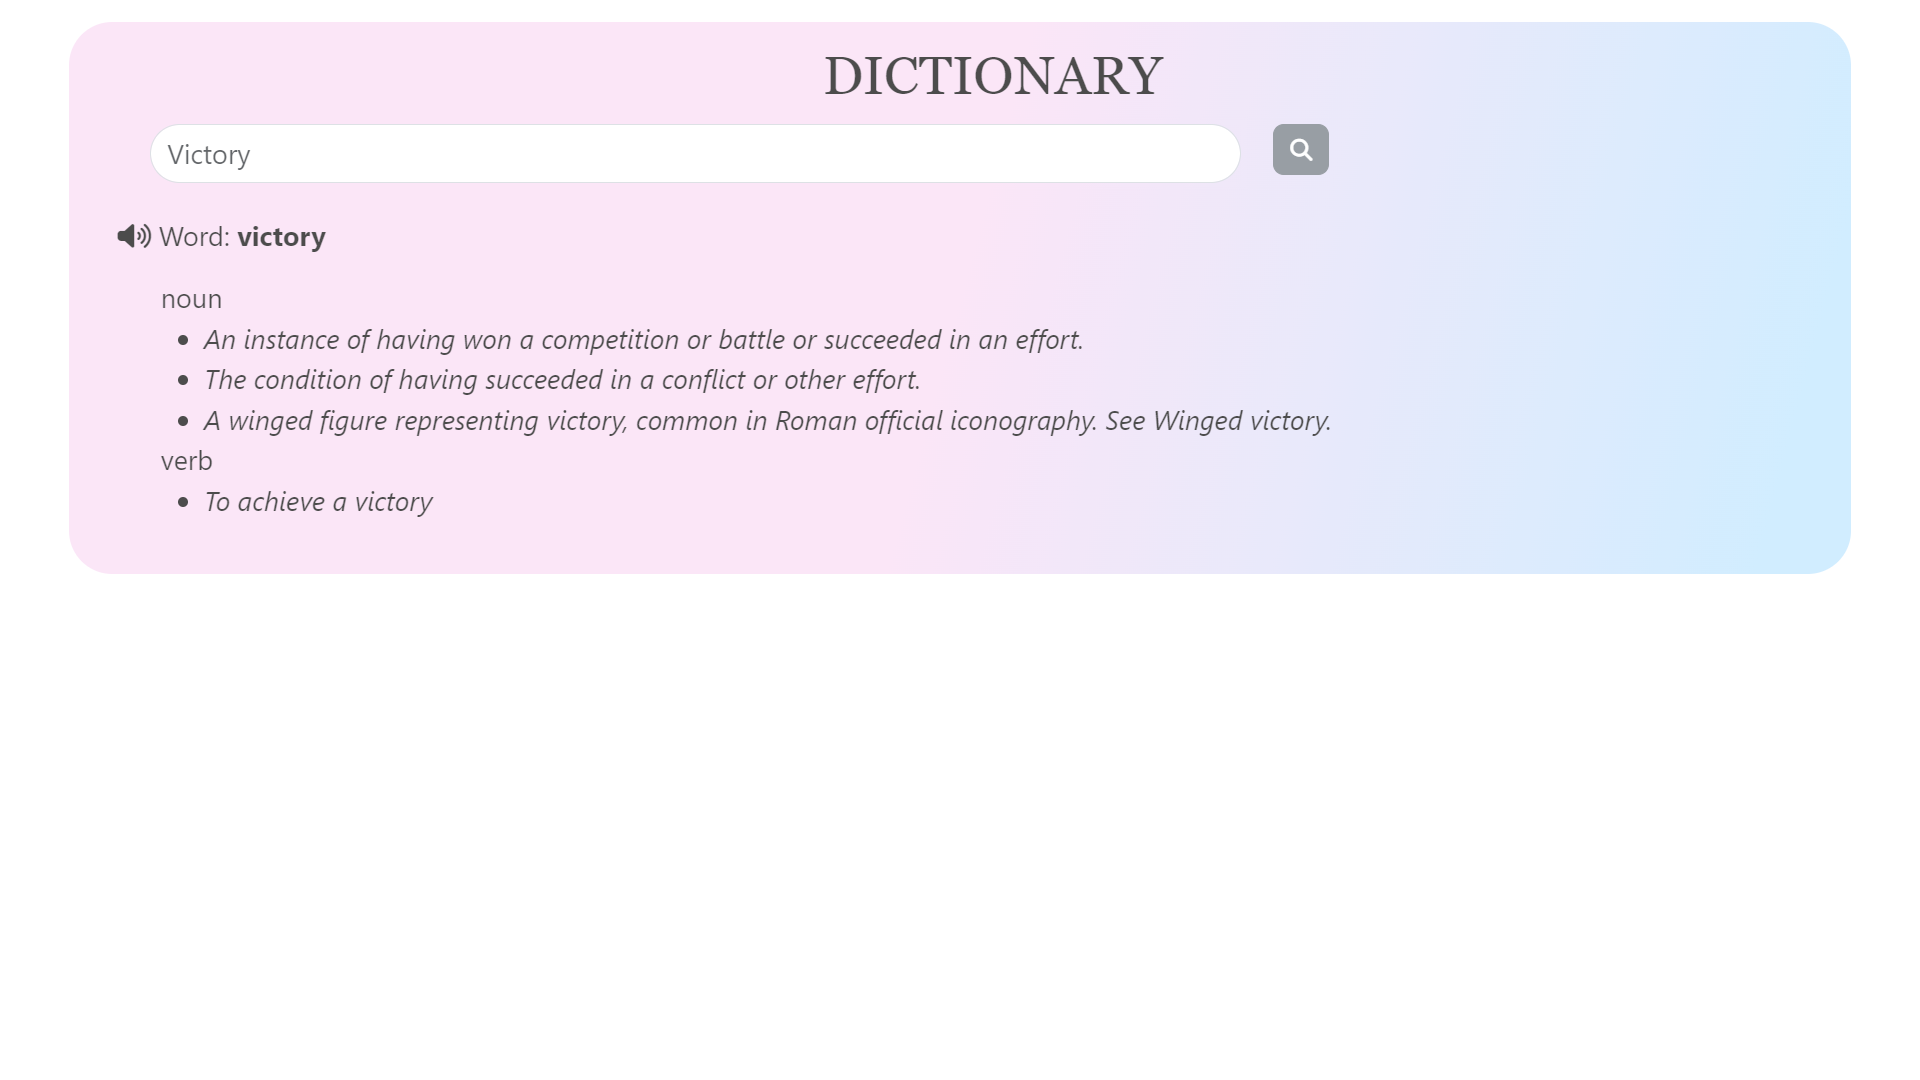 DICTIONARY
Victory
Word: victory
noun
An instance of having won a competition or battle or succeeded in an effort.
The condition of having succeeded in a conflict or other effort.
A winged figure representing victory, common in Roman official iconography. See Winged victory.
verb
To achieve a victory